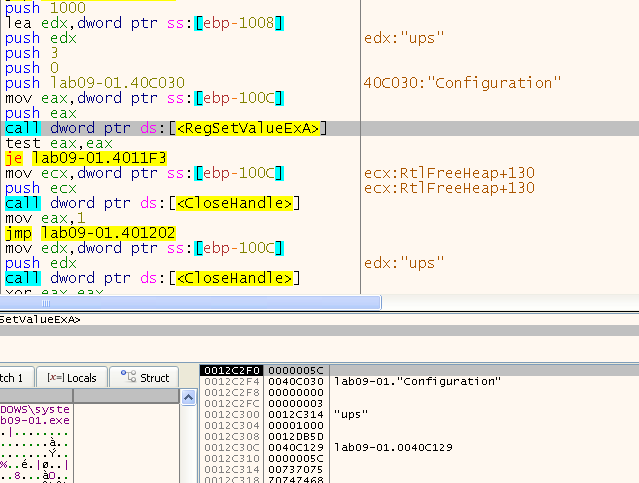 push 1000
lea edx,dword ptr ss:[ebp-1008]
push edx edx:"ups"
push 3
push 0
push lab09-01.40C030 40C030:"Configuration"
mov eax,dword ptr ss:[ebp-100C]
push eax
call dword ptr ds:[<RegSetValueExA>]
test eax,eax
je lab09-01.4011F3
mov ecx,dword ptr ss:[ebp-100C] ecx:RtlFreeHeap+130
push ecx ecx:RtlFreeHeap+130
call dword ptr ds:[<CloseHandle>]
mov eax,1
jmp lab09-01.401202
mov edx,dword ptr ss:[ebp-100C]
push edx edx:"ups"
call dword ptr ds:[<CloseHandle>]
xor eax,eax
SetValueExA>
tch 1 [x=] Locals Struct
DOWS\syste
b09-01.exe
.|........
........à..
........Ý..
%..é.|ø..|
..8....àO..
0012C2F0 0000005C
0012C2F4 0040C030 lab09-01."Configuration"
0012C2F8 00000000
0012C2FC 00000003
0012C300 0012C314 "ups"
0012C304 00001000
0012C308 0012DB5D
0012C30C 0040C129 lab09-01.0040C129
0012C310 0000005C
0012C314 00737075
0012C318 70747468